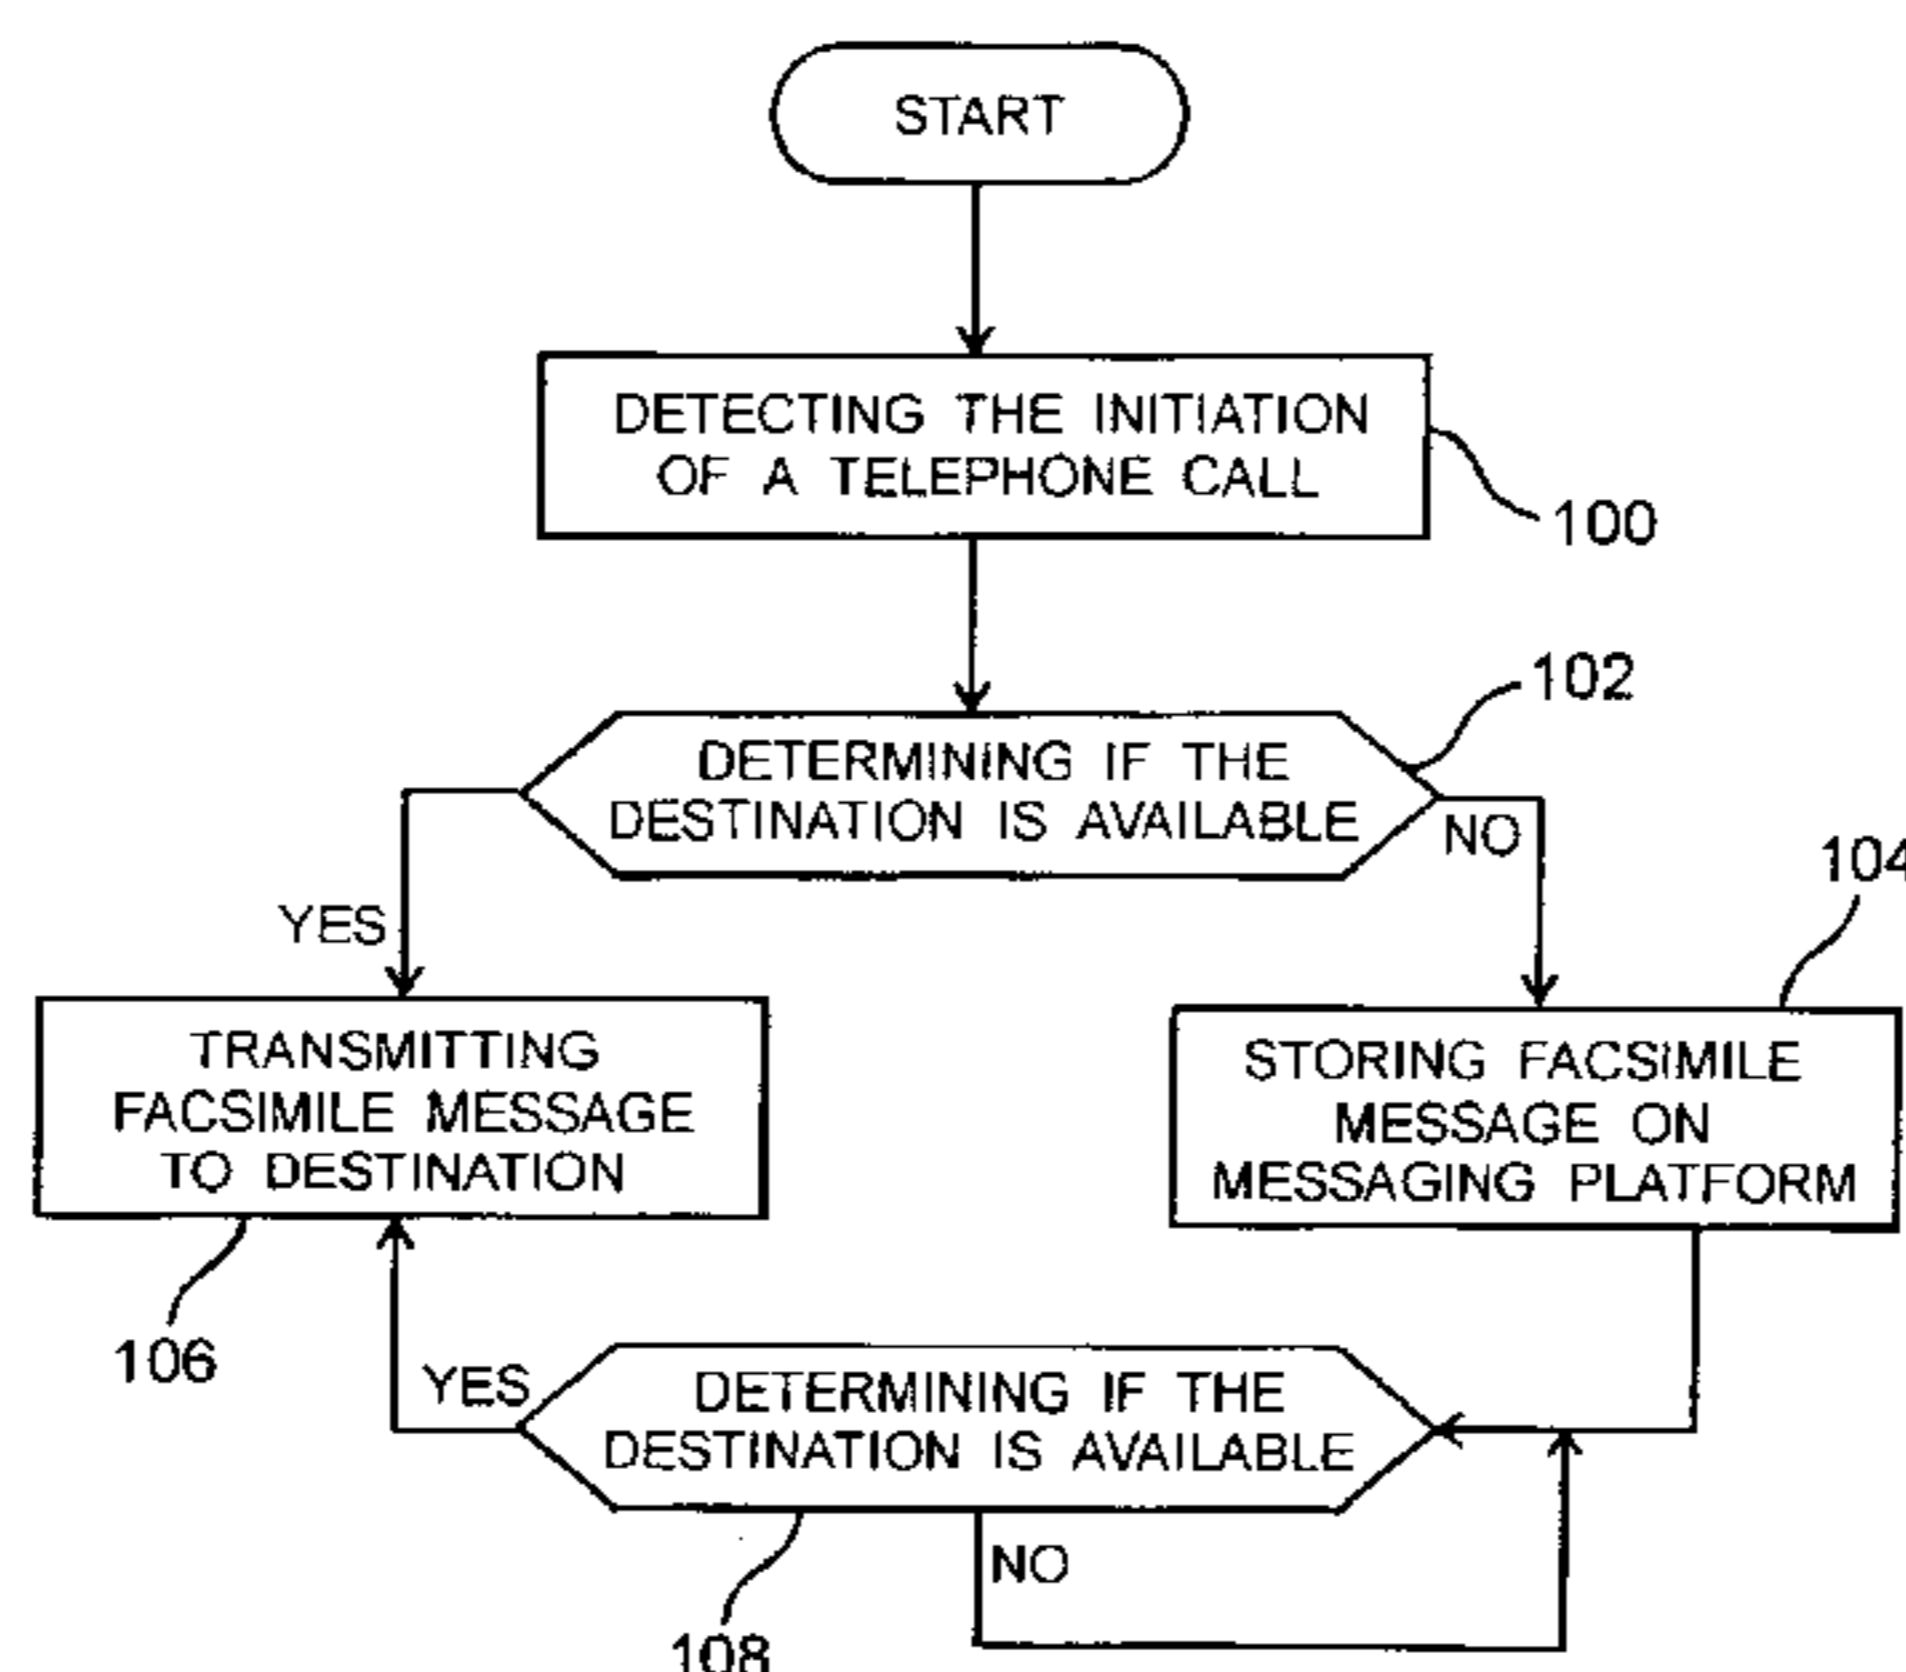 START
DETECTING THE INITIATION
OF A TELEPHONE CALL
100
102
DETERMINING IF THE
DESTINATION IS AVAILABLE
NO
104
YES
TRANSMITTING
FACSIMILE MESSAGE
TO DESTINATION
STORING FACSIMILE
MESSAGE ON
MESSAGING PLATFORM
106
YES
DETERMINING IF THE
DESTINATION IS AVAILABLE
NO
108